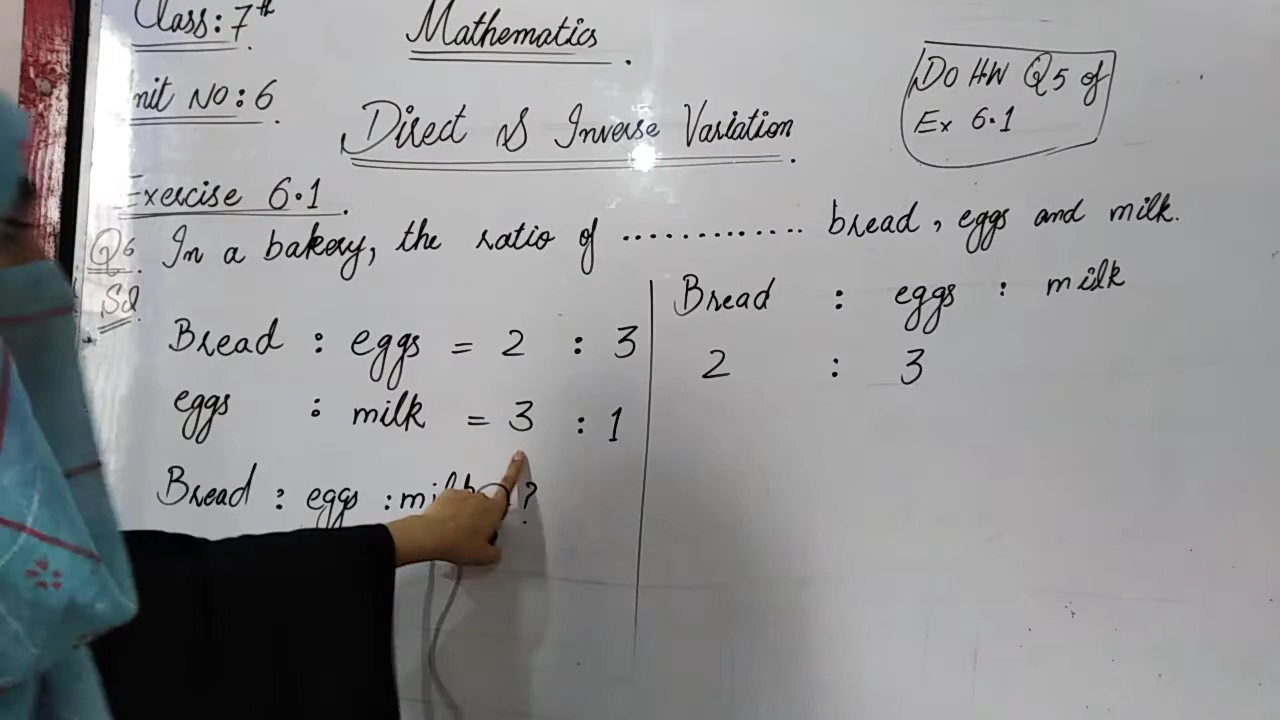 Class: 7th
Mathematics
Unit NO: 6
DO HW Q5 of
Ex 6.1
Direct & Inverse Variation
Exercise 6.1
Q6. In a bakery, the ratio of ............. bread, eggs and milk.
Sol
Bread : eggs = 2 : 3
eggs : milk = 3 : 1
Bread : eggs : milk = ?
Bread : eggs : milk
2 : 3